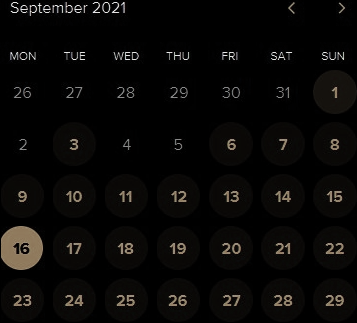 September 2021
MON TUE WED THU FRI SAT SUN
26 27 28 29 30 31 1
2 3 4 5 6 7 8
9 10 11 12 13 14 15
16 17 18 19 20 21 22
23 24 25 26 27 28 29